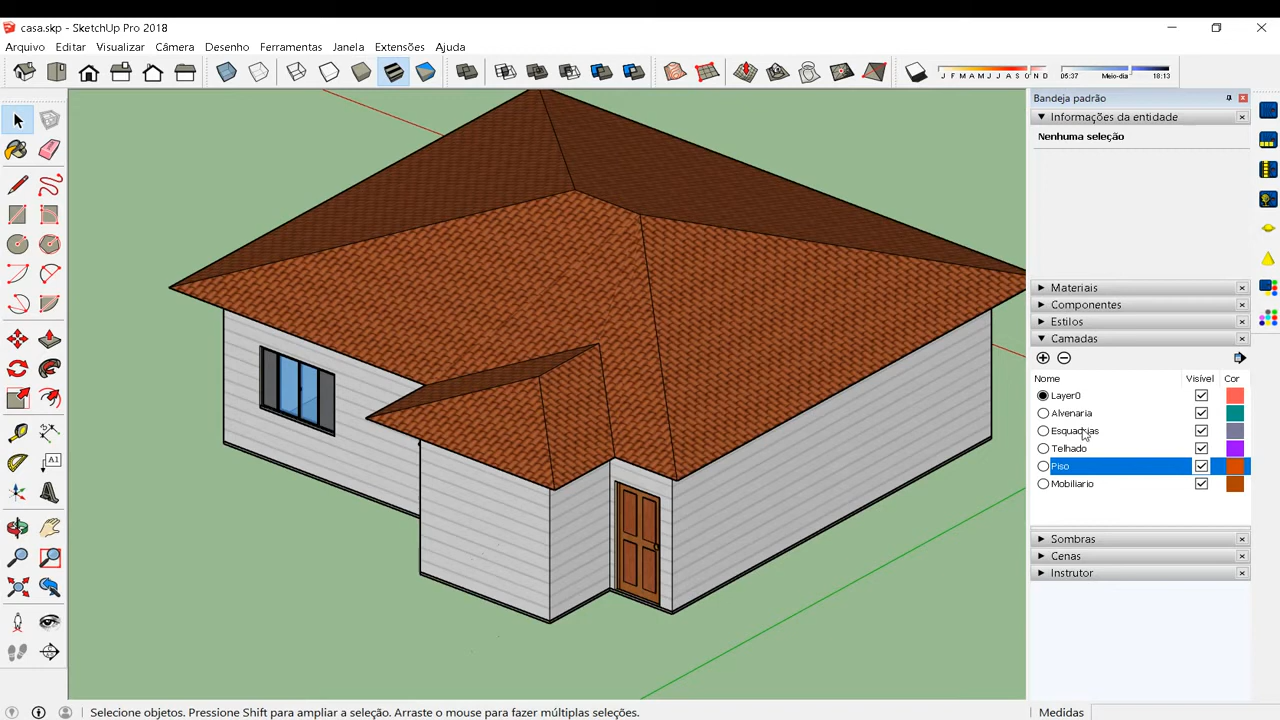 casa.skp - SketchUp Pro 2018
Arquivo Editar Visualizar Câmera Desenho Ferramentas Janela Extensões Ajuda
J F M A M J J A S O N D 05:37 Meio-dia 18:13
Bandeja padrão
Informações da entidade
Nenhuma seleção
Materiais
Componentes
Estilos
Camadas
Nome Visível Cor
Layer0
Alvenaria
Esquadrias
Telhado
Piso
Mobiliario
Sombras
Cenas
Instrutor
A1
Selecione objetos. Pressione Shift para ampliar a seleção. Arraste o mouse para fazer múltiplas seleções. Medidas